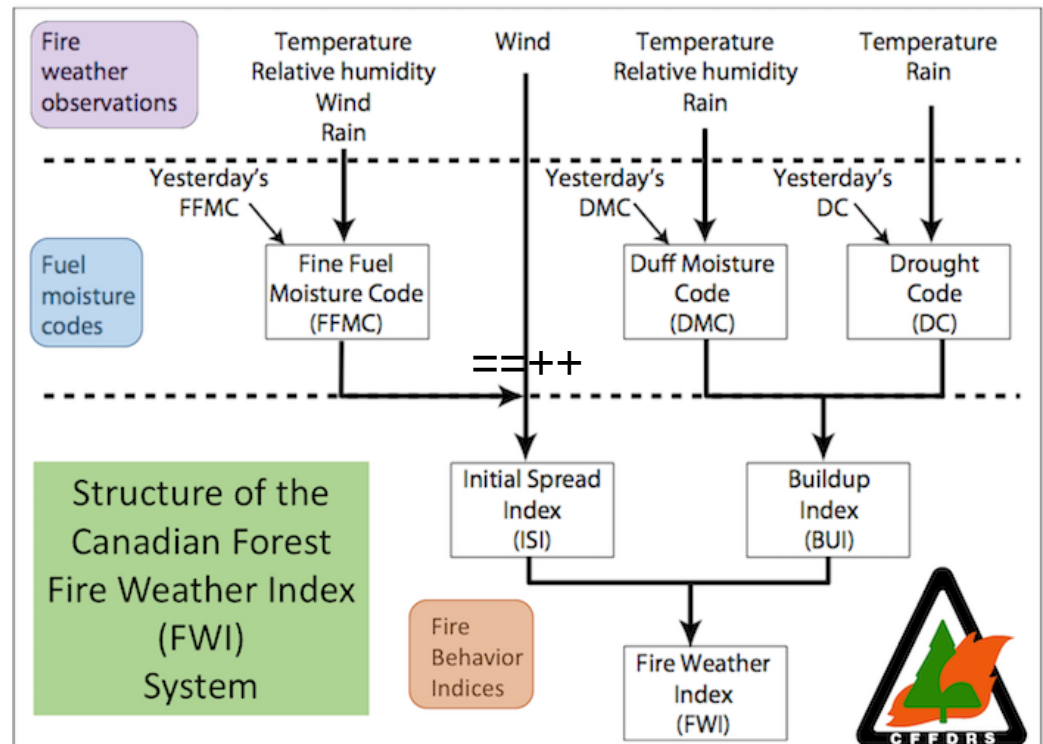 Fire
weather
observations
Temperature
Relative humidity
Wind
Rain
Wind
Temperature
Relative humidity
Rain
Temperature
Rain
Yesterday's
FFMC
Yesterday's
DMC
Yesterday's
DC
Fuel
moisture
codes
Fine Fuel
Moisture Code
(FFMC)
Duff Moisture
Code
(DMC)
Drought
Code
(DC)
==++
Structure of the
Canadian Forest
Fire Weather Index
(FWI)
System
Initial Spread
Index
(ISI)
Buildup
Index
(BUI)
Fire
Behavior
Indices
Fire Weather
Index
(FWI)
CFFDRS